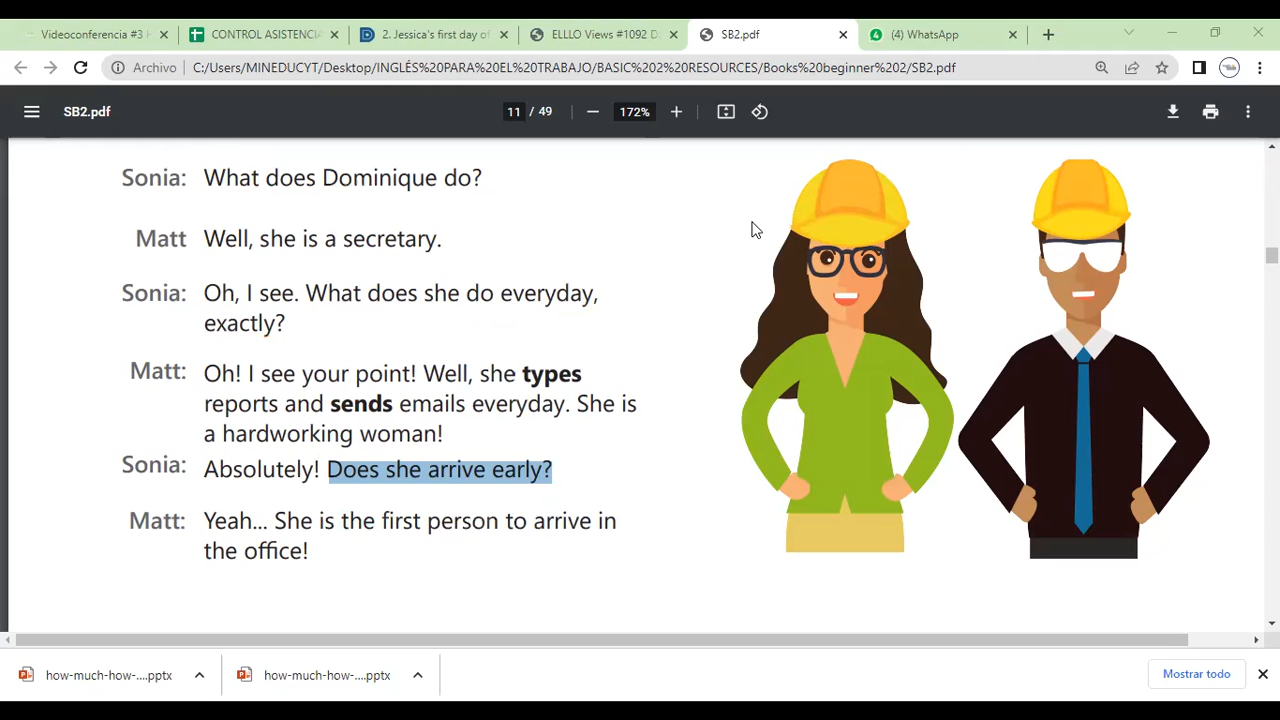 Videoconferencia #3 H
CONTROL ASISTENCIA
2. Jessica's first day of
ELLLO Views #1092 Da
SB2.pdf
(4) WhatsApp
Archivo
C:/Users/MINEDUCYT/Desktop/INGLÉS%20PARA%20EL%20TRABAJO/BASIC%202%20RESOURCES/Books%20beginner%202/SB2.pdf
SB2.pdf
11 / 49
172%
Sonia: What does Dominique do?
Matt Well, she is a secretary.
Sonia: Oh, I see. What does she do everyday,
exactly?
Matt: Oh! I see your point! Well, she types
reports and sends emails everyday. She is
a hardworking woman!
Sonia: Absolutely! Does she arrive early?
Matt: Yeah... She is the first person to arrive in
the office!
how-much-how-....pptx
how-much-how-....pptx
Mostrar todo